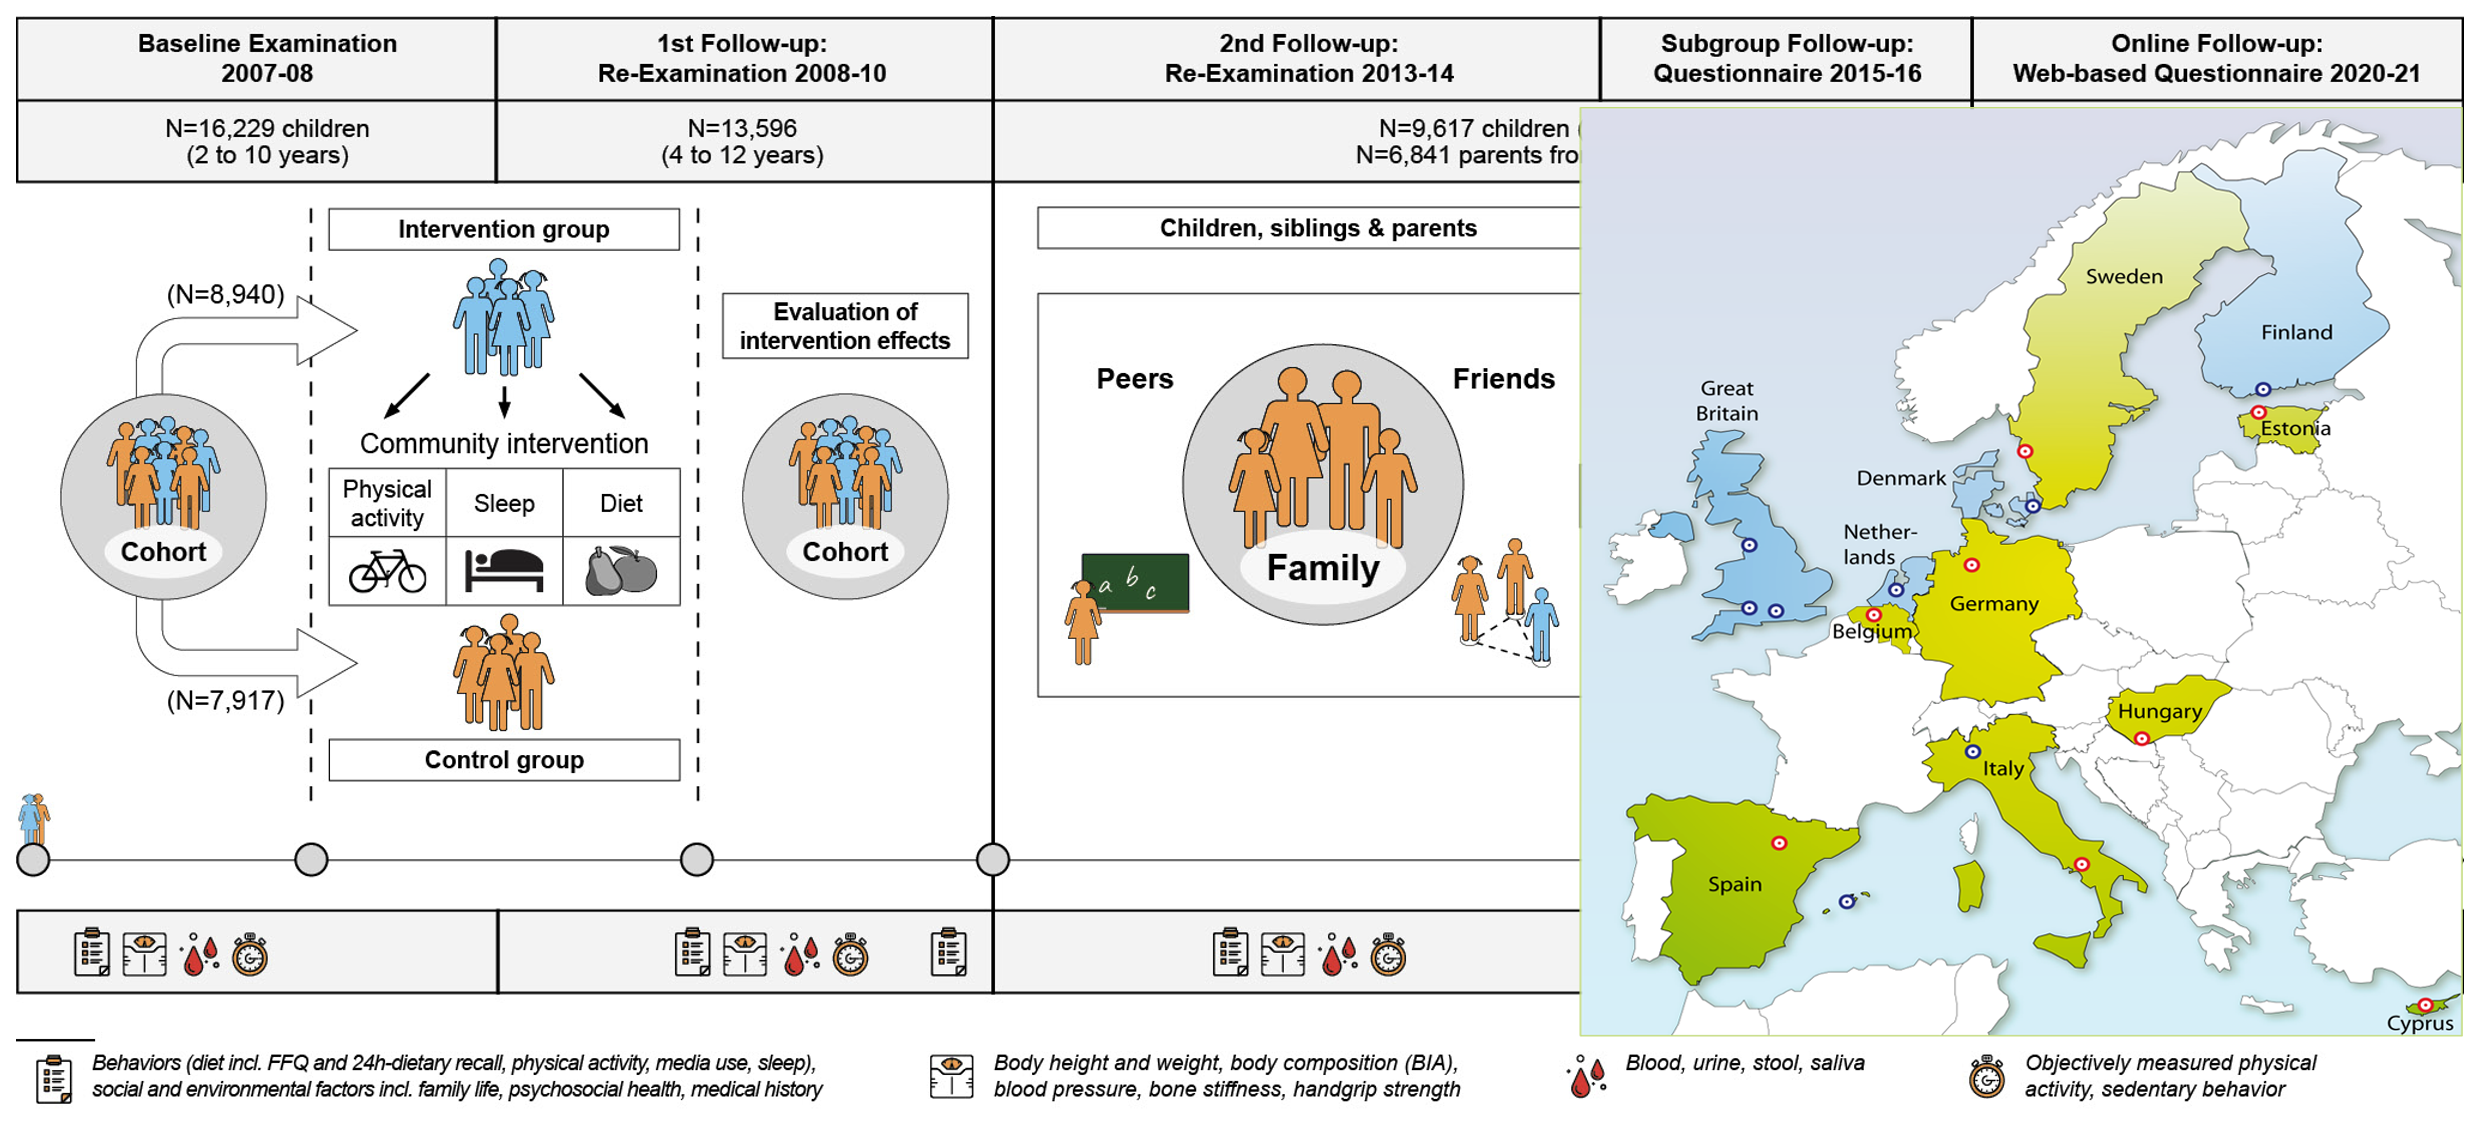 Baseline Examination
2007-08
1st Follow-up:
Re-Examination 2008-10
2nd Follow-up:
Re-Examination 2013-14
Subgroup Follow-up:
Questionnaire 2015-16
Online Follow-up:
Web-based Questionnaire 2020-21
N=16,229 children
(2 to 10 years)
N=13,596
(4 to 12 years)
N=9,617 children (
N=6,841 parents fro
Intervention group
(N=8,940)
Community intervention
Physical
activity
Sleep
Diet
Cohort
(N=7,917)
Control group
Evaluation of
intervention effects
Cohort
Children, siblings & parents
Peers
Friends
Family
a b c
Sweden
Finland
Great
Britain
Estonia
Denmark
Nether-
lands
Germany
Belgium
Hungary
Italy
Spain
Cyprus
Behaviors (diet incl. FFQ and 24h-dietary recall, physical activity, media use, sleep),
social and environmental factors incl. family life, psychosocial health, medical history
Body height and weight, body composition (BIA),
blood pressure, bone stiffness, handgrip strength
Blood, urine, stool, saliva
Objectively measured physical
activity, sedentary behavior